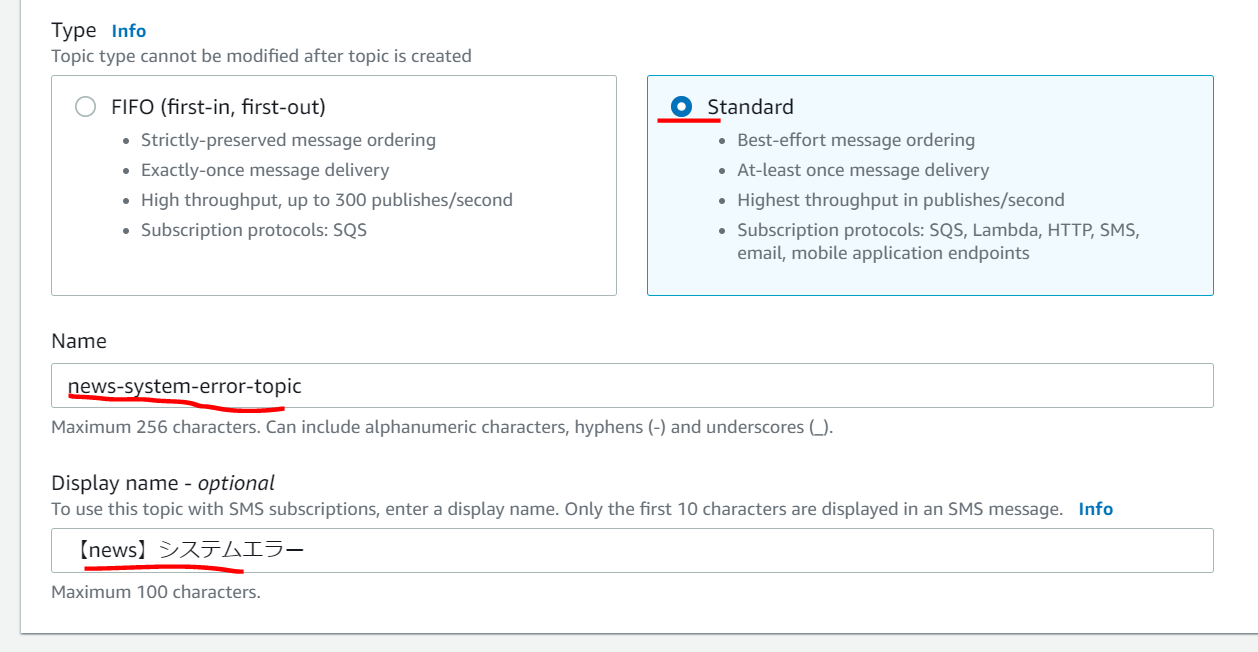 Type Info
Topic type cannot be modified after topic is created
FIFO (first-in, first-out)
Strictly-preserved message ordering
Exactly-once message delivery
High throughput, up to 300 publishes/second
Subscription protocols: SQS
Standard
Best-effort message ordering
At-least once message delivery
Highest throughput in publishes/second
Subscription protocols: SQS, Lambda, HTTP, SMS,
email, mobile application endpoints
Name
news-system-error-topic
Maximum 256 characters. Can include alphanumeric characters, hyphens (-) and underscores (_).
Display name - optional
To use this topic with SMS subscriptions, enter a display name. Only the first 10 characters are displayed in an SMS message. Info
【news】システムエラー
Maximum 100 characters.